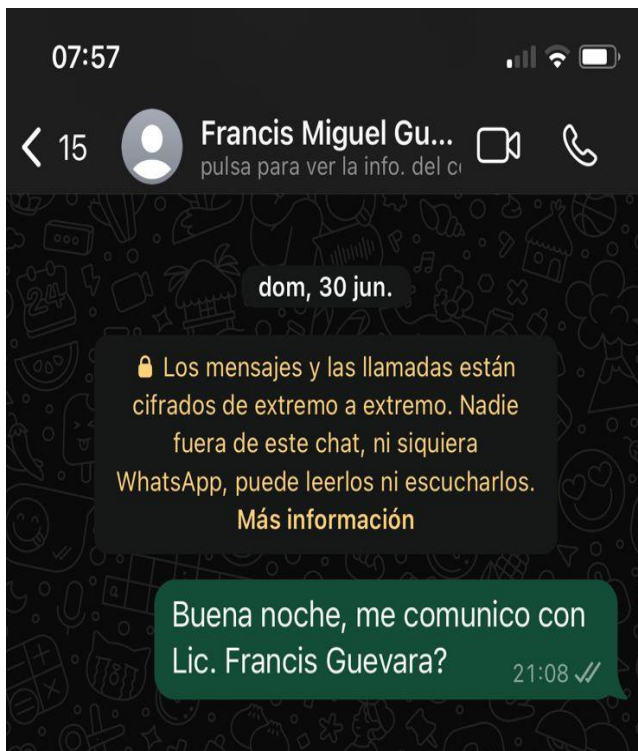 07:57
15
Francis Miguel Gu...
pulsa para ver la info. del c
dom, 30 jun.
Los mensajes y las llamadas están
cifrados de extremo a extremo. Nadie
fuera de este chat, ni siquiera
WhatsApp, puede leerlos ni escucharlos.
Más información
Buena noche, me comunico con
Lic. Francis Guevara?
21:08